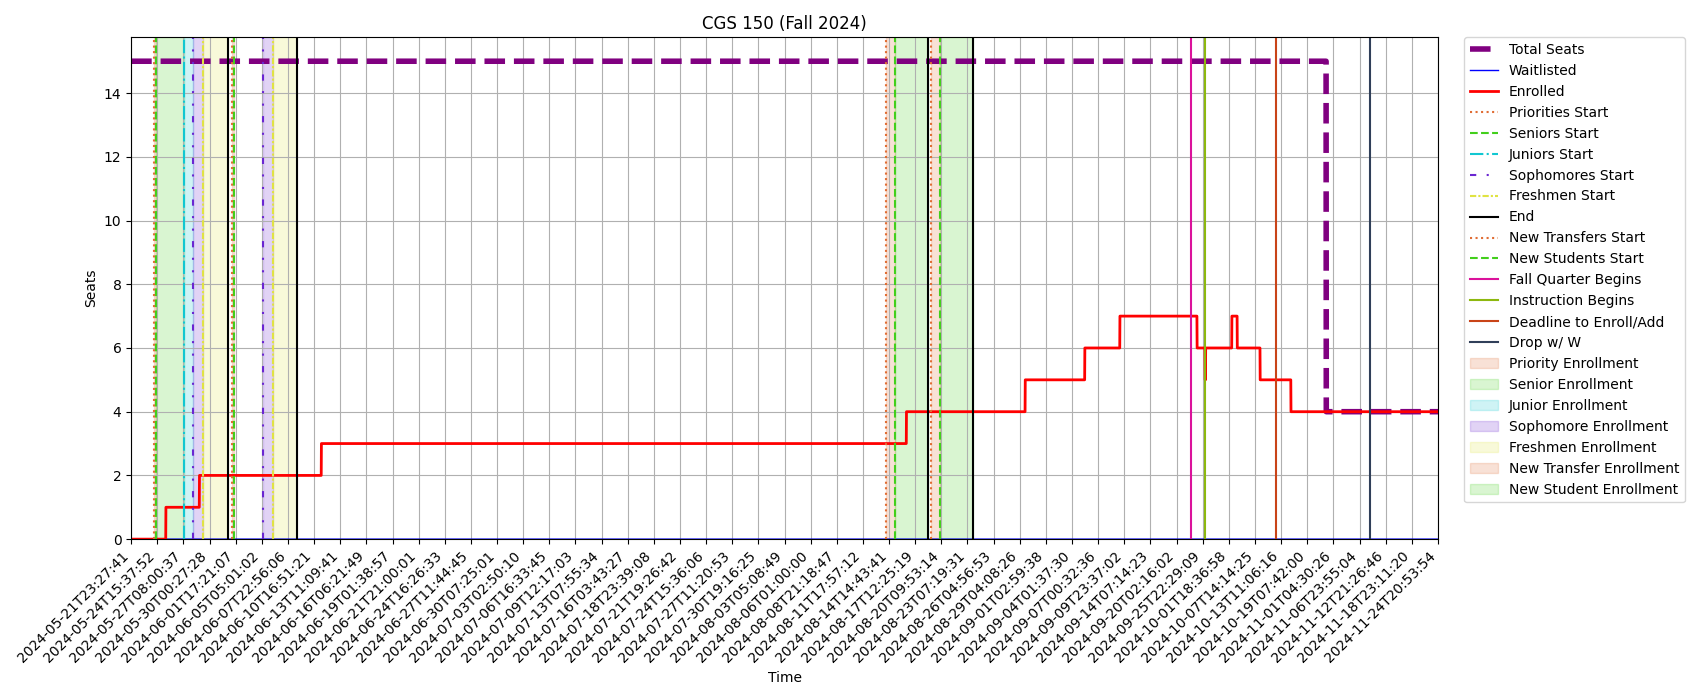 CGS 150 (Fall 2024)
Seats
14
12
10
8
6
4
2
0
2024-05-21T23:27:41
2024-05-24T15:37:52
2024-05-27T08:00:37
2024-05-30T00:27:28
2024-06-01T17:21:07
2024-06-05T05:01:02
2024-06-07T22:56:06
2024-06-10T16:51:21
2024-06-13T11:09:41
2024-06-16T06:21:49
2024-06-19T01:38:57
2024-06-21T21:00:01
2024-06-24T16:26:33
2024-06-27T11:44:45
2024-06-30T07:25:01
2024-07-03T02:50:10
2024-07-06T16:33:45
2024-07-09T12:17:03
2024-07-13T07:55:34
2024-07-16T03:43:27
2024-07-18T23:39:08
2024-07-21T19:26:42
2024-07-24T15:36:06
2024-07-27T11:20:53
2024-07-30T19:16:25
2024-08-03T05:08:49
2024-08-06T01:00:00
2024-08-08T21:18:47
2024-08-11T17:57:12
2024-08-14T14:43:41
2024-08-17T12:25:19
2024-08-20T09:53:14
2024-08-23T07:19:31
2024-08-26T04:56:53
2024-08-29T04:08:26
2024-09-01T02:59:38
2024-09-04T01:37:30
2024-09-07T00:32:36
2024-09-09T23:37:02
2024-09-14T07:14:23
2024-09-20T02:16:02
2024-09-25T22:29:09
2024-10-01T18:36:58
2024-10-07T14:14:25
2024-10-13T11:06:16
2024-10-19T07:42:00
2024-11-01T04:30:26
2024-11-06T23:55:04
2024-11-12T21:26:46
2024-11-18T23:11:20
2024-11-24T20:53:54
Time
Total Seats
Waitlisted
Enrolled
Priorities Start
Seniors Start
Juniors Start
Sophomores Start
Freshmen Start
End
New Transfers Start
New Students Start
Fall Quarter Begins
Instruction Begins
Deadline to Enroll/Add
Drop w/ W
Priority Enrollment
Senior Enrollment
Junior Enrollment
Sophomore Enrollment
Freshmen Enrollment
New Transfer Enrollment
New Student Enrollment